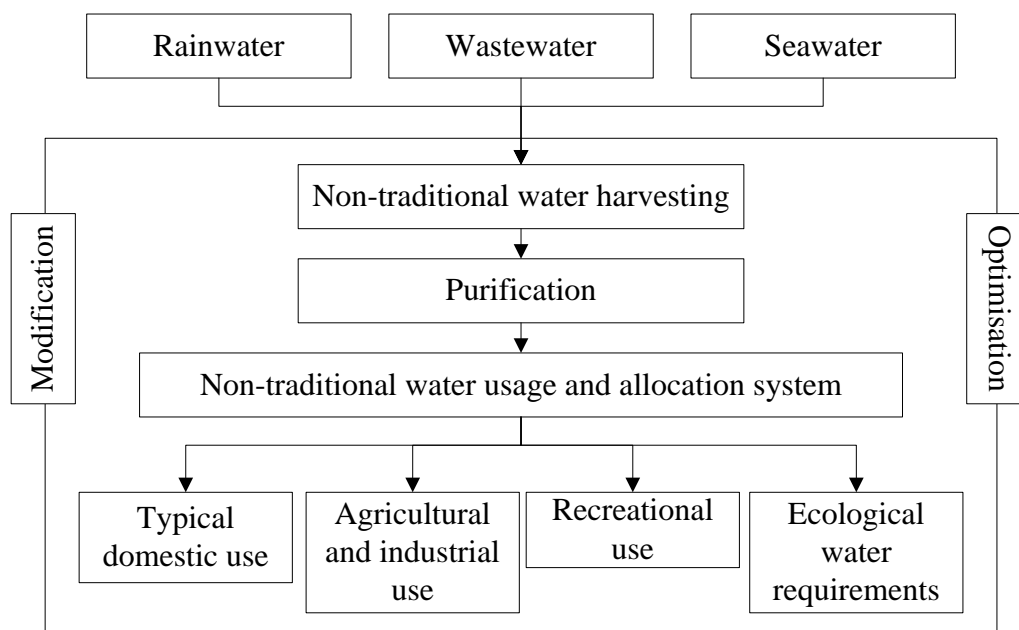 Rainwater
Wastewater
Seawater
Non-traditional water harvesting
Purification
Non-traditional water usage and allocation system
Modification
Optimisation
Typical
domestic use
Agricultural
and industrial
use
Recreational
use
Ecological
water
requirements